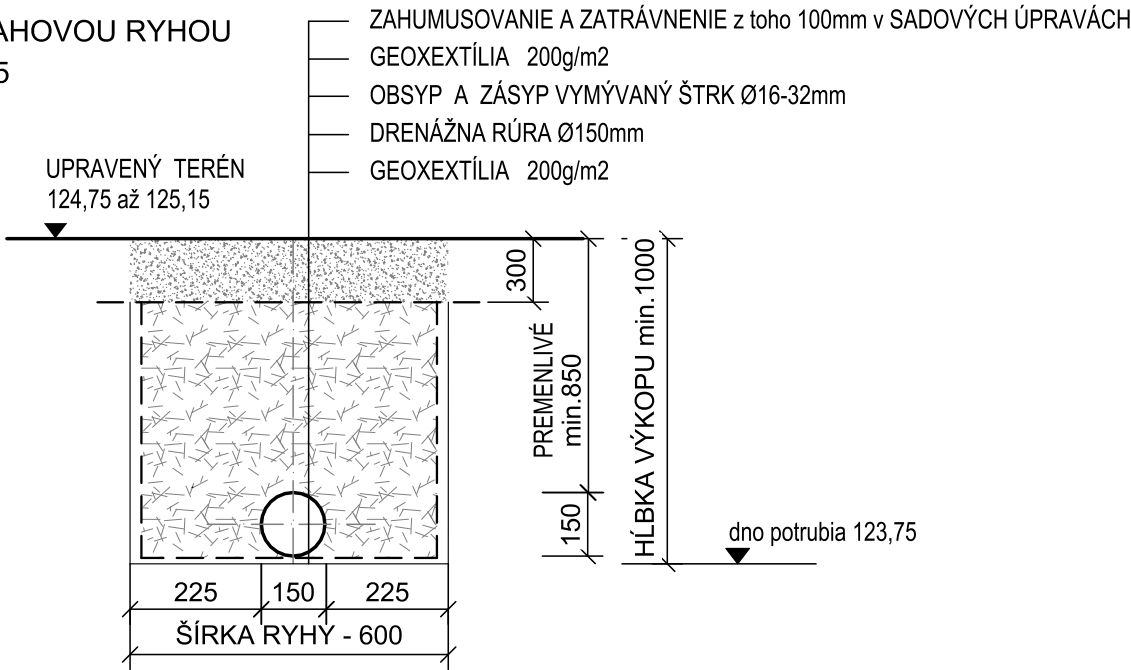 AHOVOU RYHOU
5
ZAHUMUSOVANIE A ZATRÁVNENIE z toho 100mm v SADOVÝCH ÚPRAVÁCH
GEOXEXTÍLIA 200g/m2
OBSYP A ZÁSYP VYMÝVANÝ ŠTRK Ø16-32mm
DRENÁŽNA RÚRA Ø150mm
GEOXEXTÍLIA 200g/m2
UPRAVENÝ TERÉN
124,75 až 125,15
300
PREMENLIVÉ
min.850
150
HĹBKA VÝKOPU min.1000
dno potrubia 123,75
225
150
225
ŠÍRKA RYHY - 600